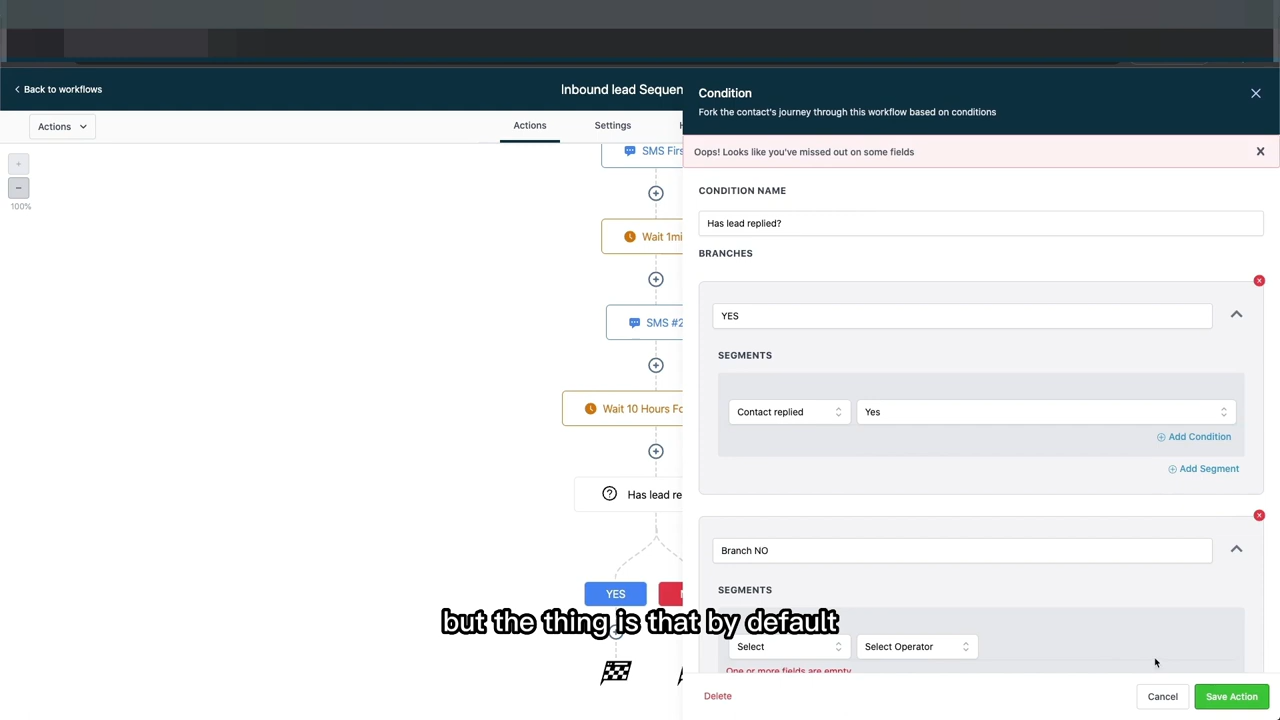 Back to workflows
Inbound lead Sequen
Condition
Fork the contact's journey through this workflow based on conditions
Actions
Actions
Settings
Oops! Looks like you've missed out on some fields
SMS Firs
100%
CONDITION NAME
Has lead replied?
Wait 1mi
BRANCHES
YES
SMS #2
SEGMENTS
Contact replied
Yes
Wait 10 Hours Fo
Add Condition
Add Segment
Has lead re
Branch NO
SEGMENTS
YES
but the thing is that by default
Select
Select Operator
One or more fields are empty
Delete
Cancel
Save Action